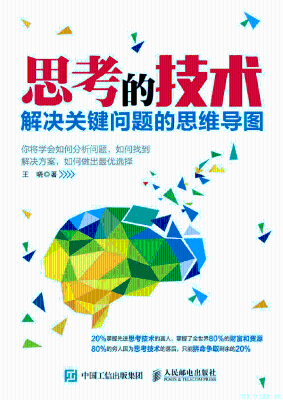 思考的技术
解决关键问题的思维导图
你将学会如何分析问题，如何找到
解决方案，如何做出最优选择
王 晓◎著
20%掌握先进思考技术的富人，掌握了全世界80%的财富和资源
80%的穷人因为思考技术的落后，只能拼命争取剩余的20%
中国工信出版集团 人民邮电出版社